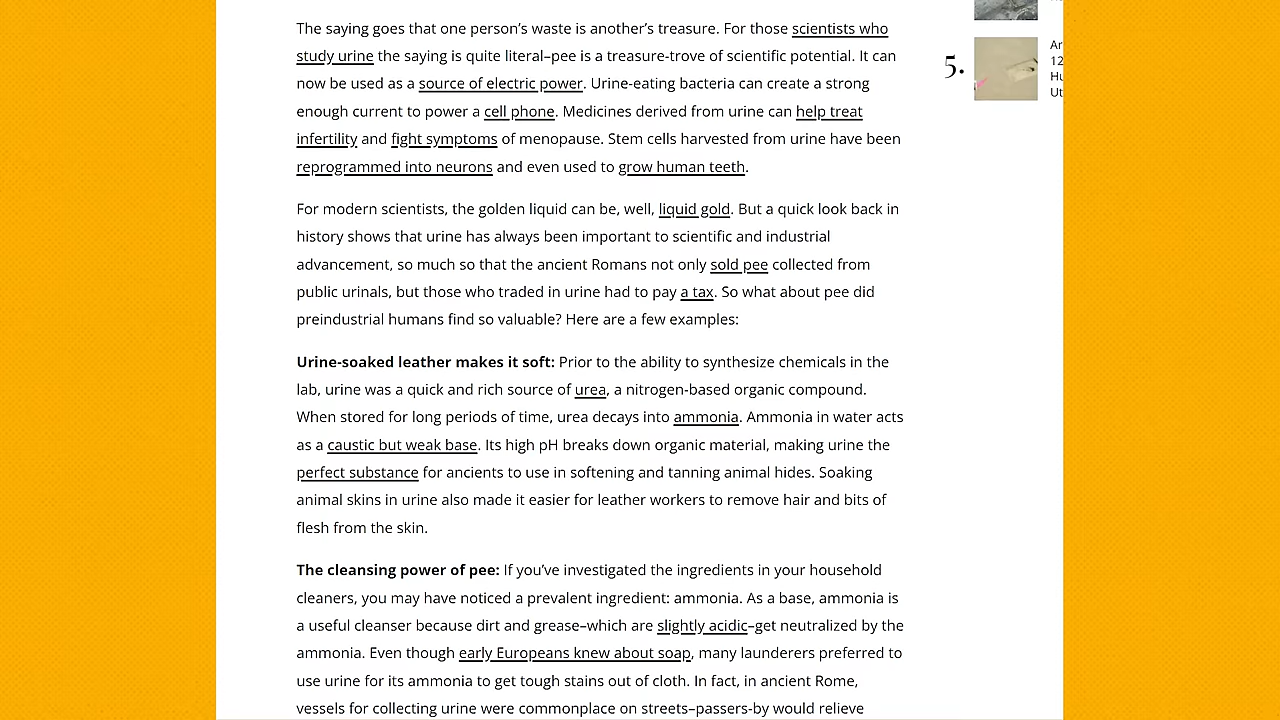 The saying goes that one person’s waste is another’s treasure. For those scientists who
study urine the saying is quite literal–pee is a treasure-trove of scientific potential. It can
now be used as a source of electric power. Urine-eating bacteria can create a strong
enough current to power a cell phone. Medicines derived from urine can help treat
infertility and fight symptoms of menopause. Stem cells harvested from urine have been
reprogrammed into neurons and even used to grow human teeth.
For modern scientists, the golden liquid can be, well, liquid gold. But a quick look back in
history shows that urine has always been important to scientific and industrial
advancement, so much so that the ancient Romans not only sold pee collected from
public urinals, but those who traded in urine had to pay a tax. So what about pee did
preindustrial humans find so valuable? Here are a few examples:
Urine-soaked leather makes it soft: Prior to the ability to synthesize chemicals in the
lab, urine was a quick and rich source of urea, a nitrogen-based organic compound.
When stored for long periods of time, urea decays into ammonia. Ammonia in water acts
as a caustic but weak base. Its high pH breaks down organic material, making urine the
perfect substance for ancients to use in softening and tanning animal hides. Soaking
animal skins in urine also made it easier for leather workers to remove hair and bits of
flesh from the skin.
The cleansing power of pee: If you’ve investigated the ingredients in your household
cleaners, you may have noticed a prevalent ingredient: ammonia. As a base, ammonia is
a useful cleanser because dirt and grease–which are slightly acidic–get neutralized by the
ammonia. Even though early Europeans knew about soap, many launderers preferred to
use urine for its ammonia to get tough stains out of cloth. In fact, in ancient Rome,
vessels for collecting urine were commonplace on streets–passers-by would relieve
5.
12